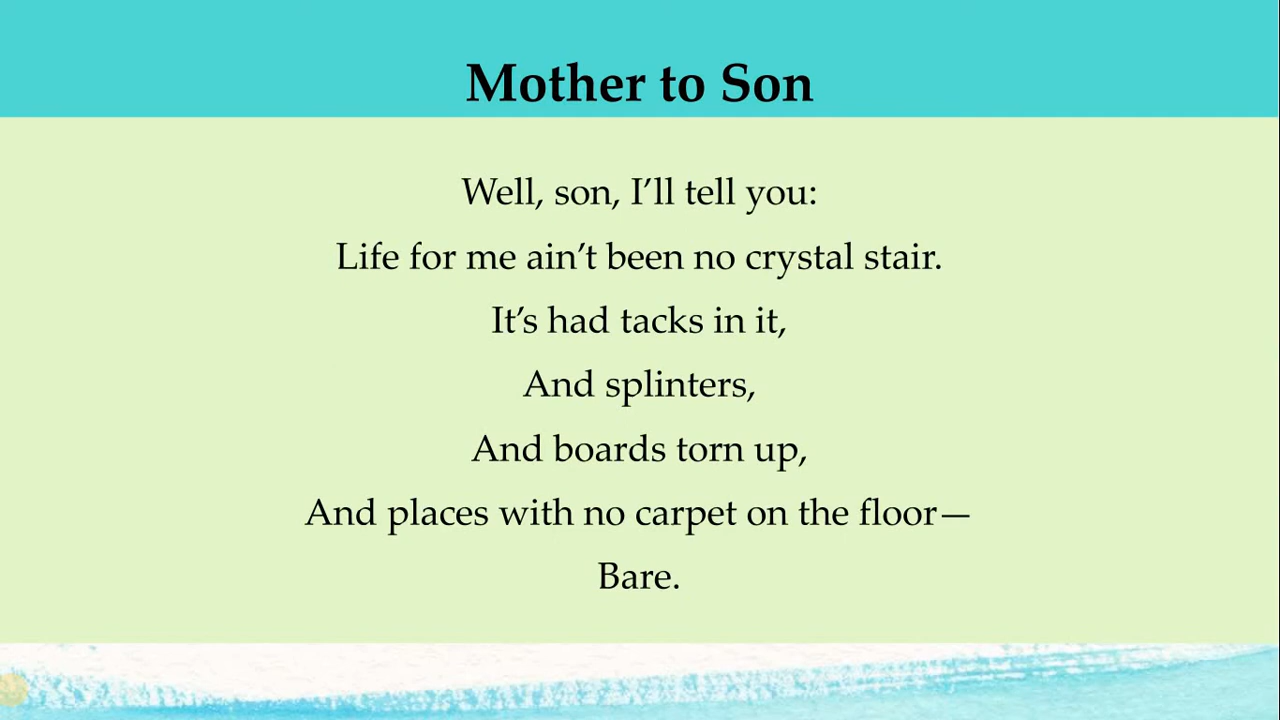 Mother to Son
Well, son, I’ll tell you:
Life for me ain’t been no crystal stair.
It’s had tacks in it,
And splinters,
And boards torn up,
And places with no carpet on the floor—
Bare.